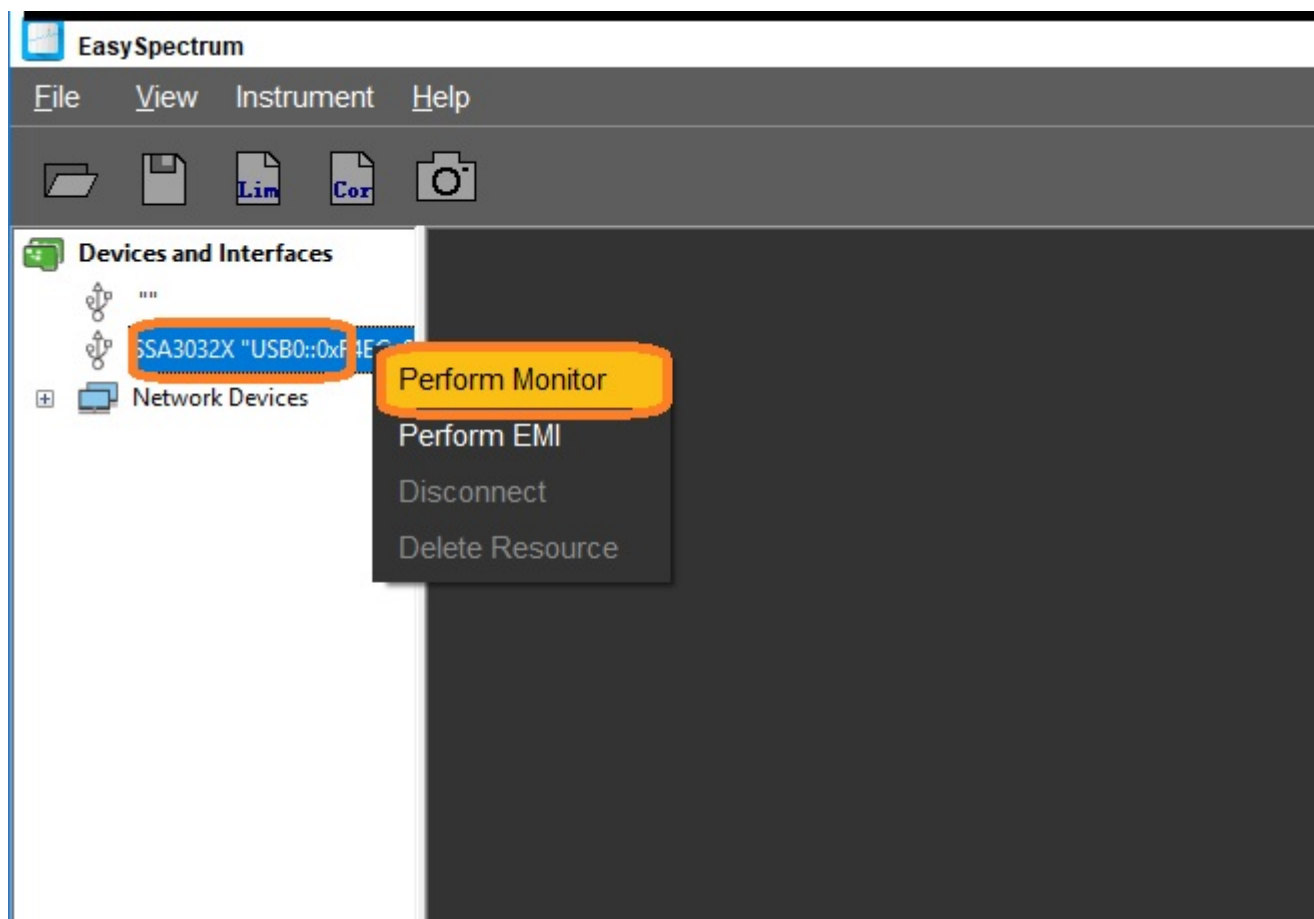 EasySpectrum
File View Instrument Help
Lim Cor
Devices and Interfaces
""
SSA3032X "USB0::0xF4EC
Perform Monitor
Network Devices
Perform EMI
Disconnect
Delete Resource